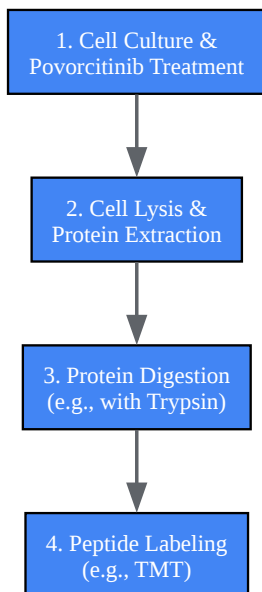 1. Cell Culture &
Povorcitinib Treatment
2. Cell Lysis &
Protein Extraction
3. Protein Digestion
(e.g., with Trypsin)
4. Peptide Labeling
(e.g., TMT)